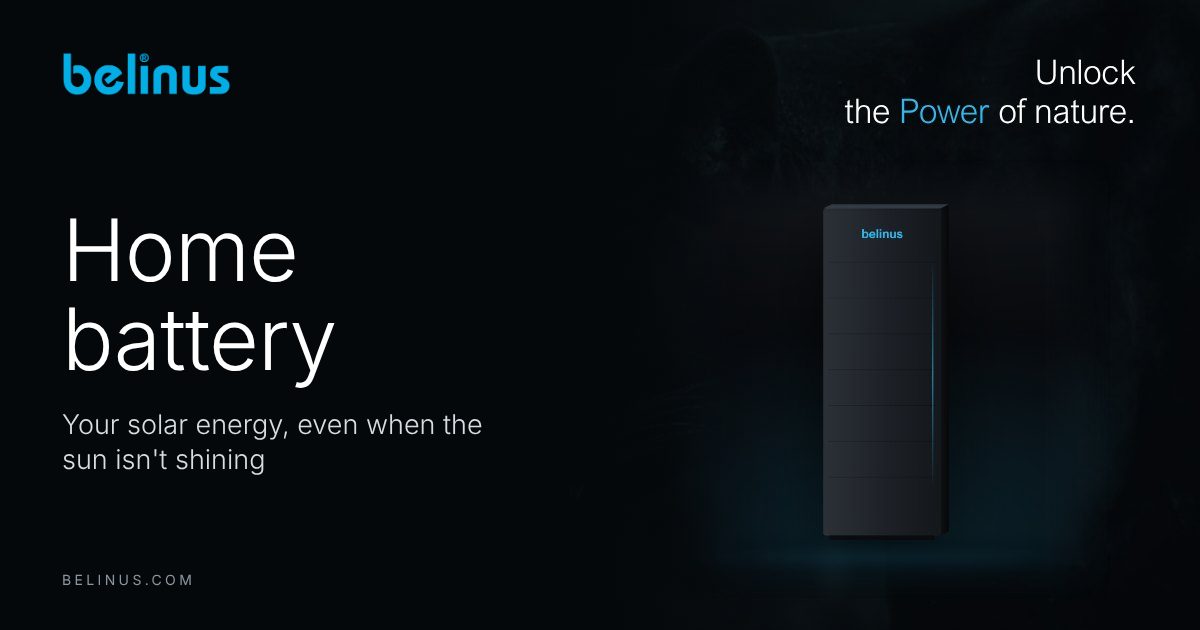 belinus®
Unlock
the Power of nature.
belinus
Home
battery
Your solar energy, even when the
sun isn't shining
BELINUS.COM